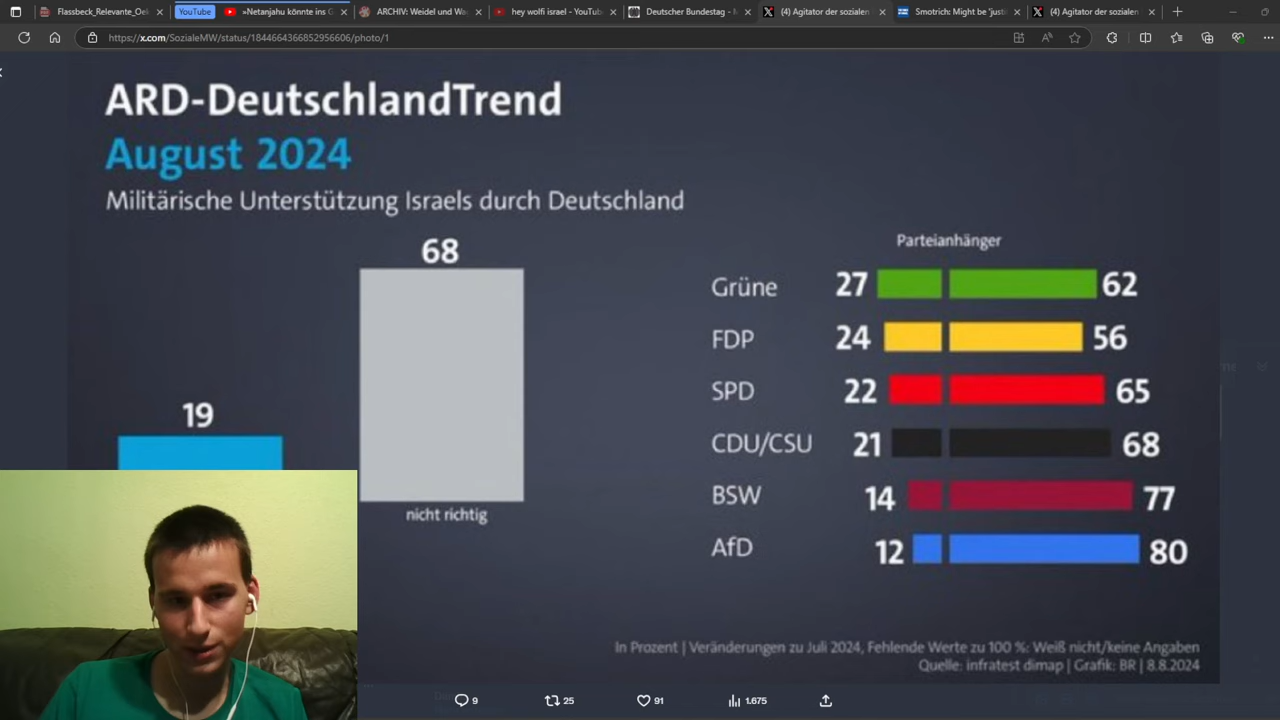 Flassbeck_Relevante_Oek
YouTube
»Netanjahu könnte ins G
ARCHIV: Weidel und Wa
hey wolfi israel - YouTub
Deutscher Bundestag - M
(4) Agitator der sozialen
Smotrich: Might be 'justi
(4) Agitator der sozialen
https://x.com/SozialeMW/status/1844664366852956606/photo/1
ARD-DeutschlandTrend
August 2024
Militärische Unterstützung Israels durch Deutschland
68
19
nicht richtig
Parteianhänger
Grüne 27 62
FDP 24 56
SPD 22 65
CDU/CSU 21 68
BSW 14 77
AfD 12 80
In Prozent | Veränderungen zu Juli 2024, Fehlende Werte zu 100 %: Weiß nicht/keine Angaben
Quelle: infratest dimap | Grafik: BR | 8.8.2024
9 25 91 1.675